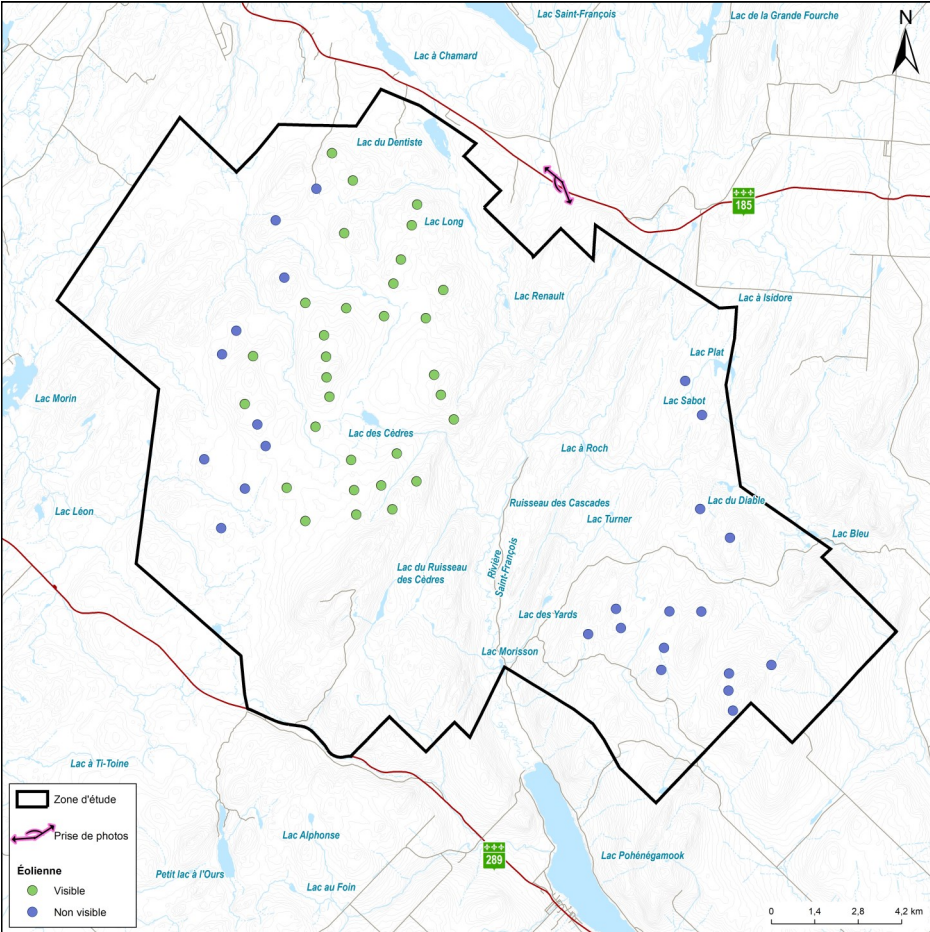 Lac Saint-François
Lac de la Grande Fourche
N
Lac à Chamard
Lac du Dentiste
185
Lac Long
Lac Renault
Lac à Isidore
Lac Plat
Lac Morin
Lac Sabot
Lac des Cèdres
Lac à Roch
Ruisseau des Cascades
Lac du Diable
Lac Léon
Lac Turner
Lac Bleu
Rivière
Saint-François
Lac du Ruisseau
des Cèdres
Lac des Yards
Lac Morisson
Lac à Ti-Toine
Zone d'étude
Prise de photos
Éolienne
Visible
Non visible
Lac Alphonse
Petit lac à l'Ours
Lac au Foin
289
Lac Pohénégamook
0 1,4 2,8 4,2 km